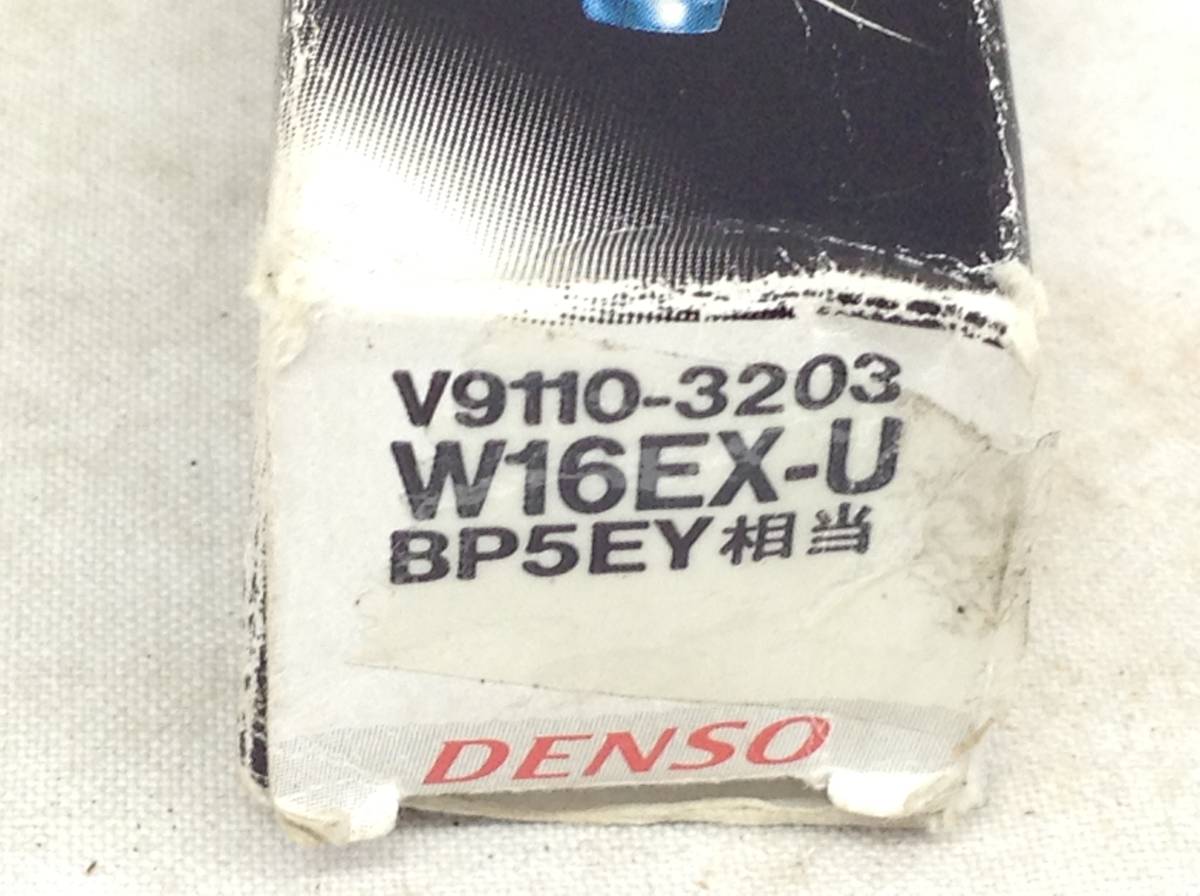 V9110-3203
W16EX-U
BP5EY相当
DENSO